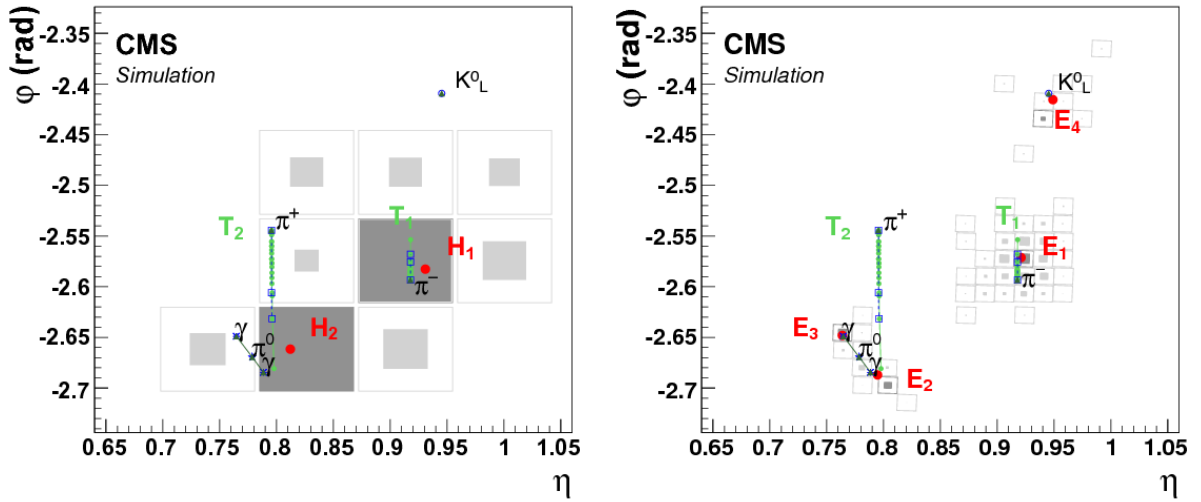 φ (rad)
-2.35
-2.4
-2.45
-2.5
-2.55
-2.6
-2.65
-2.7
CMS
Simulation
K⁰L
T₂
π⁺
T₁
H₁
π⁻
H₂
γ
π⁰
γ
0.65 0.7 0.75 0.8 0.85 0.9 0.95 1 1.05
η
φ (rad)
-2.35
-2.4
-2.45
-2.5
-2.55
-2.6
-2.65
-2.7
CMS
Simulation
K⁰L
E₄
T₂
π⁺
T₁
E₁
π⁻
E₃
γ
π⁰
γ
E₂
0.65 0.7 0.75 0.8 0.85 0.9 0.95 1 1.05
η